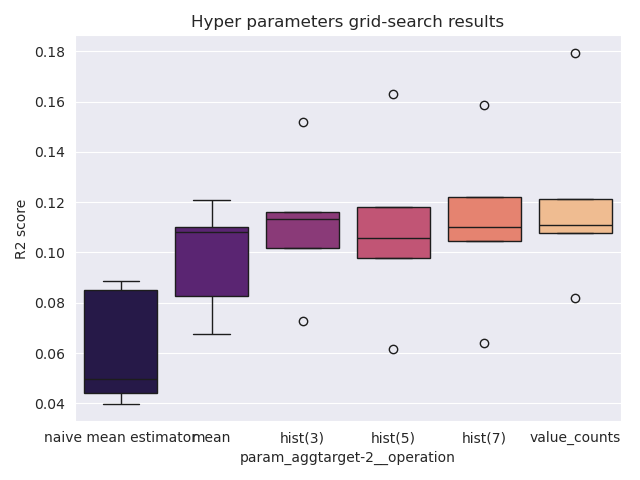 Hyper parameters grid-search results
0.18
0.16
0.14
0.12
0.10
0.08
0.06
0.04
R2 score
naive mean estimator mean hist(3) hist(5) hist(7) value_counts
param_aggtarget-2__operation